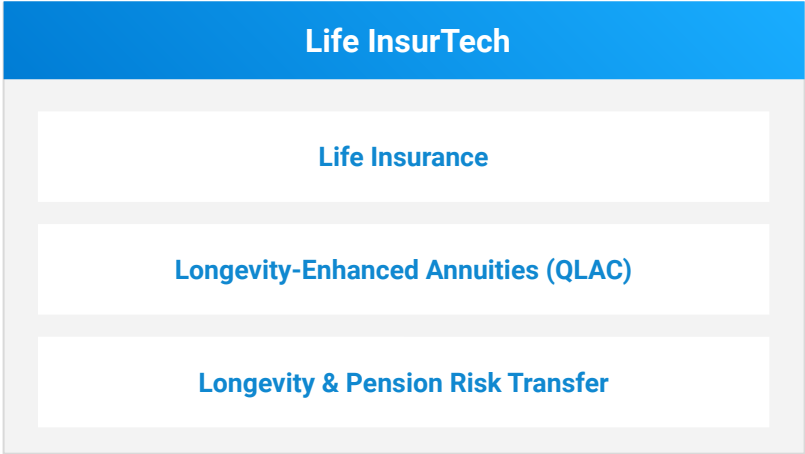 Life InsurTech
Life Insurance
Longevity-Enhanced Annuities (QLAC)
Longevity & Pension Risk Transfer